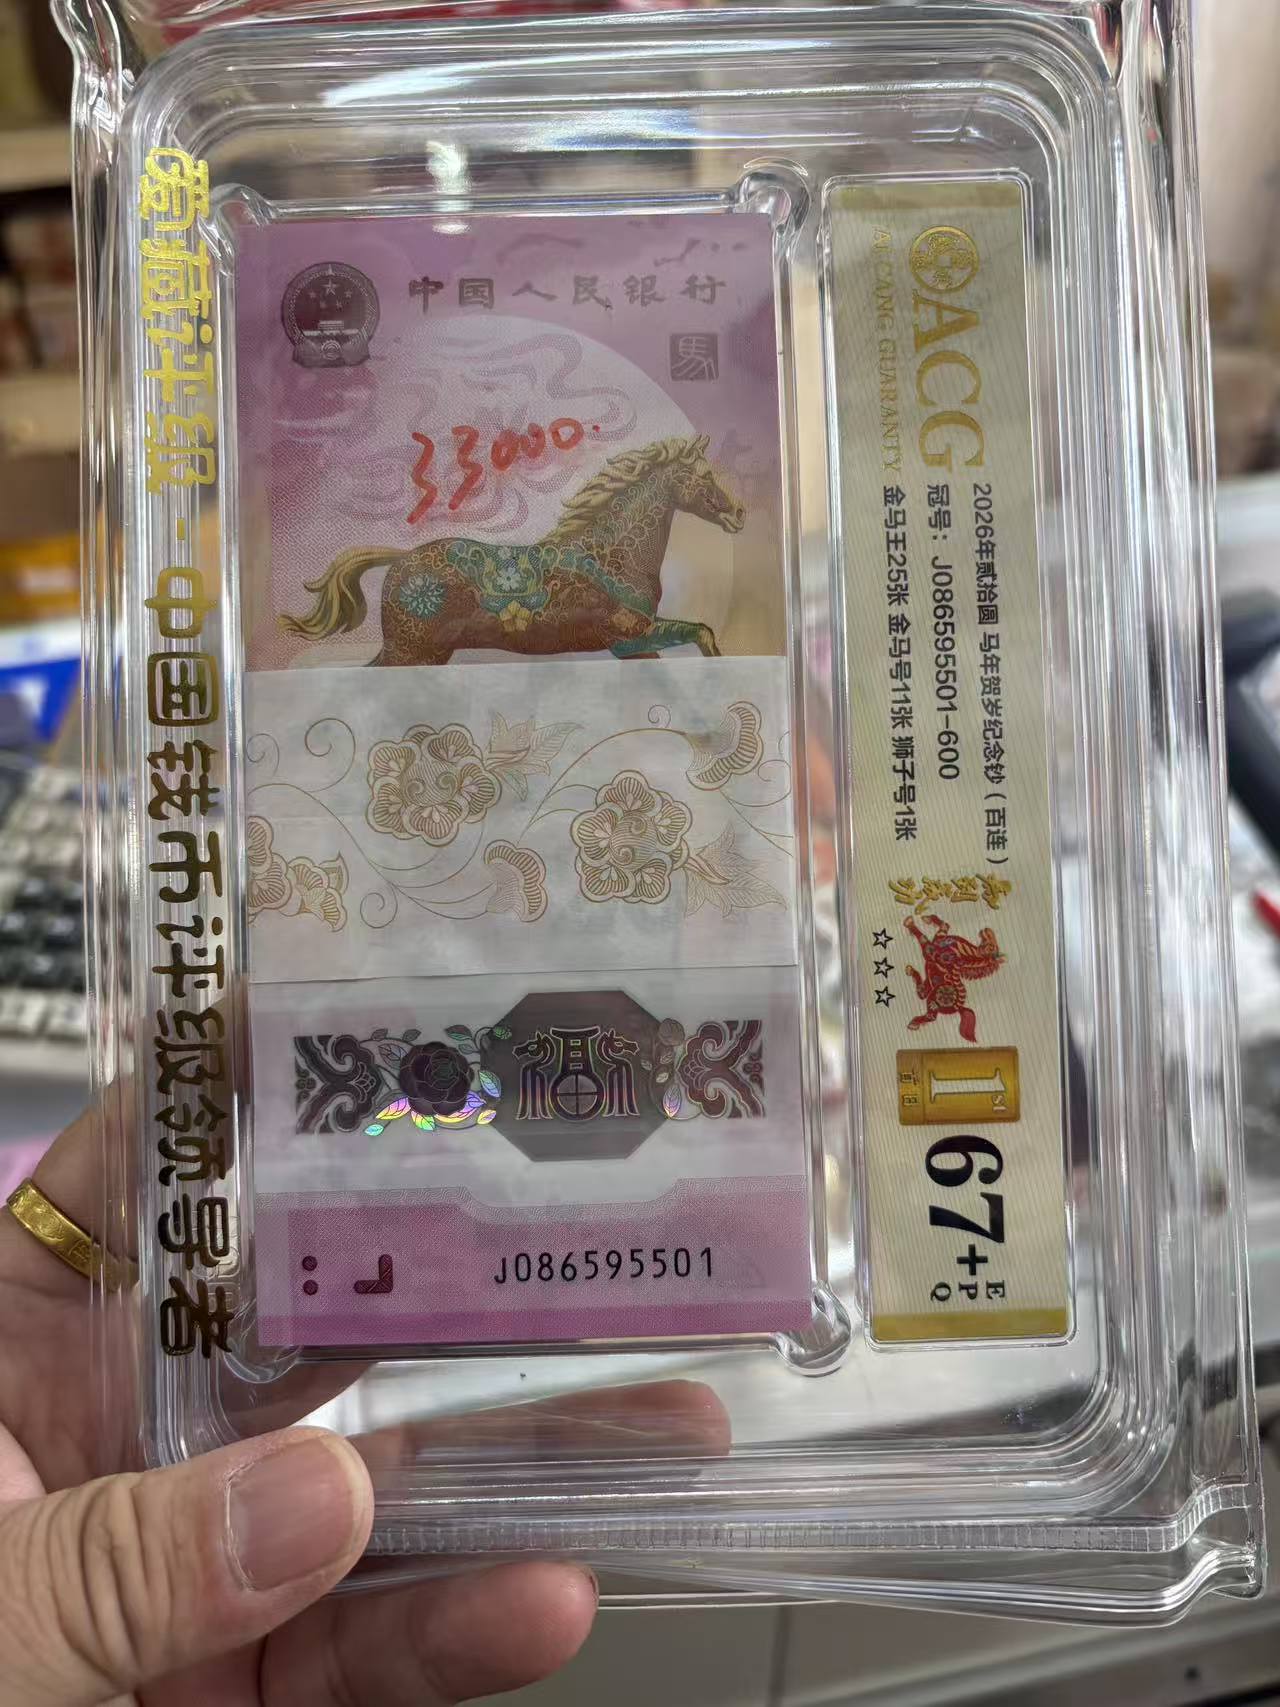 爱藏评级 - 中国钱币评级领导者
中国人民银行
馬
33000.
J086595501
ACG
AI CANG GUARANTY
2026年贰拾圆 马年贺岁纪念钞（百连）
冠号：J086595501-600
金马王25张 金马号11张 狮子号1张
☆☆☆
1ST
首日
67+
EPQ